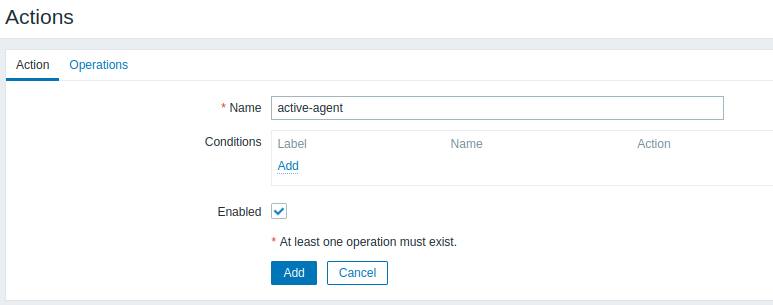 Actions
Action Operations
* Name active-agent
Conditions Label Name Action
Add
Enabled
* At least one operation must exist.
Add Cancel